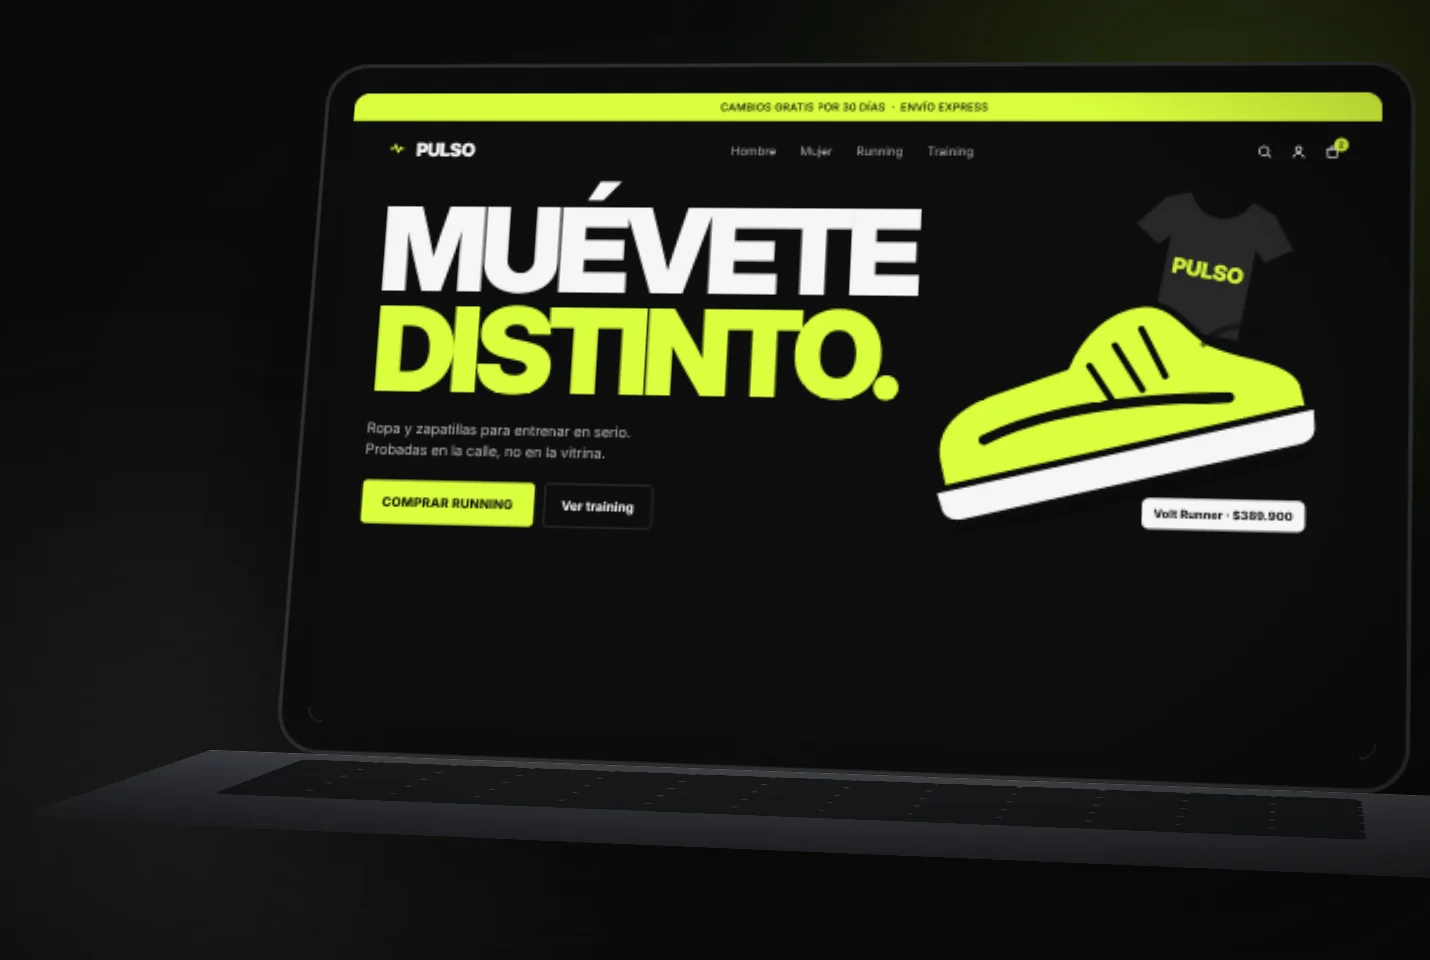 CAMBIOS GRATIS POR 30 DÍAS · ENVÍO EXPRESS
PULSO
Hombre Mujer Running Training
MUÉVETE
DISTINTO.
PULSO
Ropa y zapatillas para entrenar en serio.
Probadas en la calle, no en la vitrina.
COMPRAR RUNNING Ver training
Volt Runner · $389.900